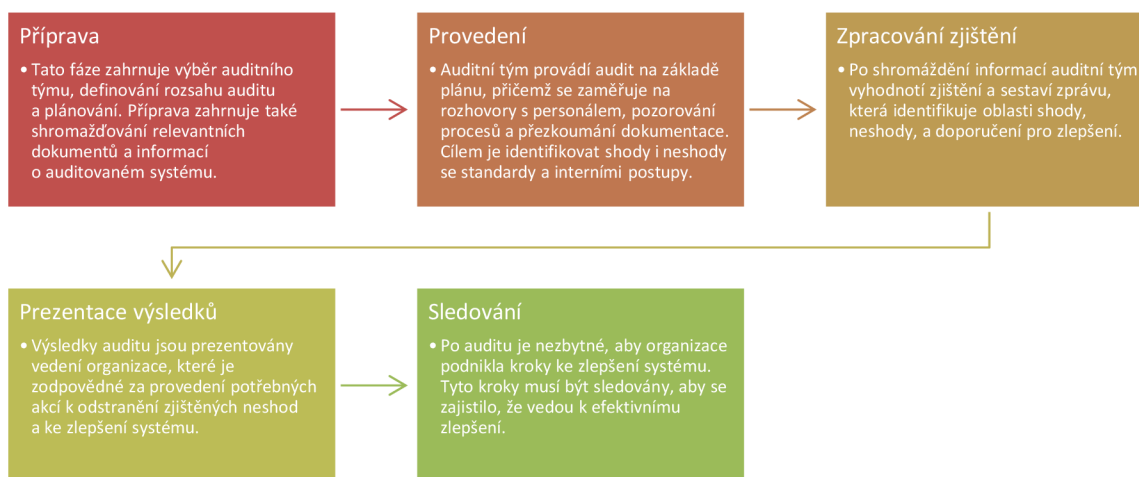 Příprava
• Tato fáze zahrnuje výběr auditního
týmu, definování rozsahu auditu
a plánování. Příprava zahrnuje také
shromažďování relevantních
dokumentů a informací
o auditovaném systému.
Provedení
• Auditní tým provádí audit na základě
plánu, přičemž se zaměřuje na
rozhovory s personálem, pozorování
procesů a přezkoumání dokumentace.
Cílem je identifikovat shody i neshody
se standardy a interními postupy.
Zpracování zjištění
• Po shromáždění informací auditní tým
vyhodnotí zjištění a sestaví zprávu,
která identifikuje oblasti shody,
neshody, a doporučení pro zlepšení.
Prezentace výsledků
• Výsledky auditu jsou prezentovány
vedení organizace, které je
zodpovědné za provedení potřebných
akcí k odstranění zjištěných neshod
a ke zlepšení systému.
Sledování
• Po auditu je nezbytné, aby organizace
podnikla kroky ke zlepšení systému.
Tyto kroky musí být sledovány, aby se
zajistilo, že vedou k efektivnímu
zlepšení.